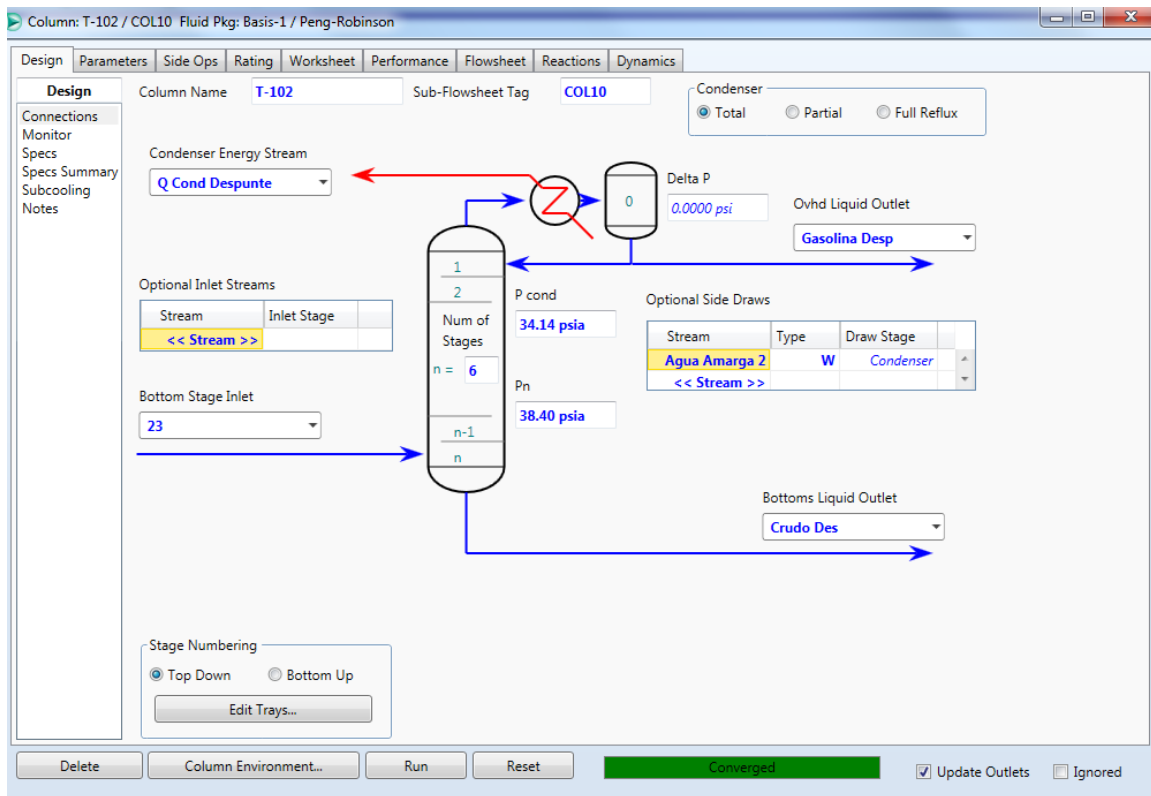 Column: T-102 / COL10 Fluid Pkg: Basis-1 / Peng-Robinson
Design Parameters Side Ops Rating Worksheet Performance Flowsheet Reactions Dynamics
Design
Connections
Monitor
Specs
Specs Summary
Subcooling
Notes
Column Name T-102 Sub-Flowsheet Tag COL10
Condenser
Total Partial Full Reflux
Condenser Energy Stream
Q Cond Despunte
0
Delta P
0.0000 psi
Ovhd Liquid Outlet
Gasolina Desp
Optional Inlet Streams
Stream Inlet Stage
<< Stream >>
1
2
Num of
Stages
n = 6
n-1
n
P cond
34.14 psia
Pn
38.40 psia
Optional Side Draws
Stream Type Draw Stage
Agua Amarga 2 W Condenser
<< Stream >>
Bottom Stage Inlet
23
Bottoms Liquid Outlet
Crudo Des
Stage Numbering
Top Down Bottom Up
Edit Trays...
Delete Column Environment... Run Reset Converged Update Outlets Ignored